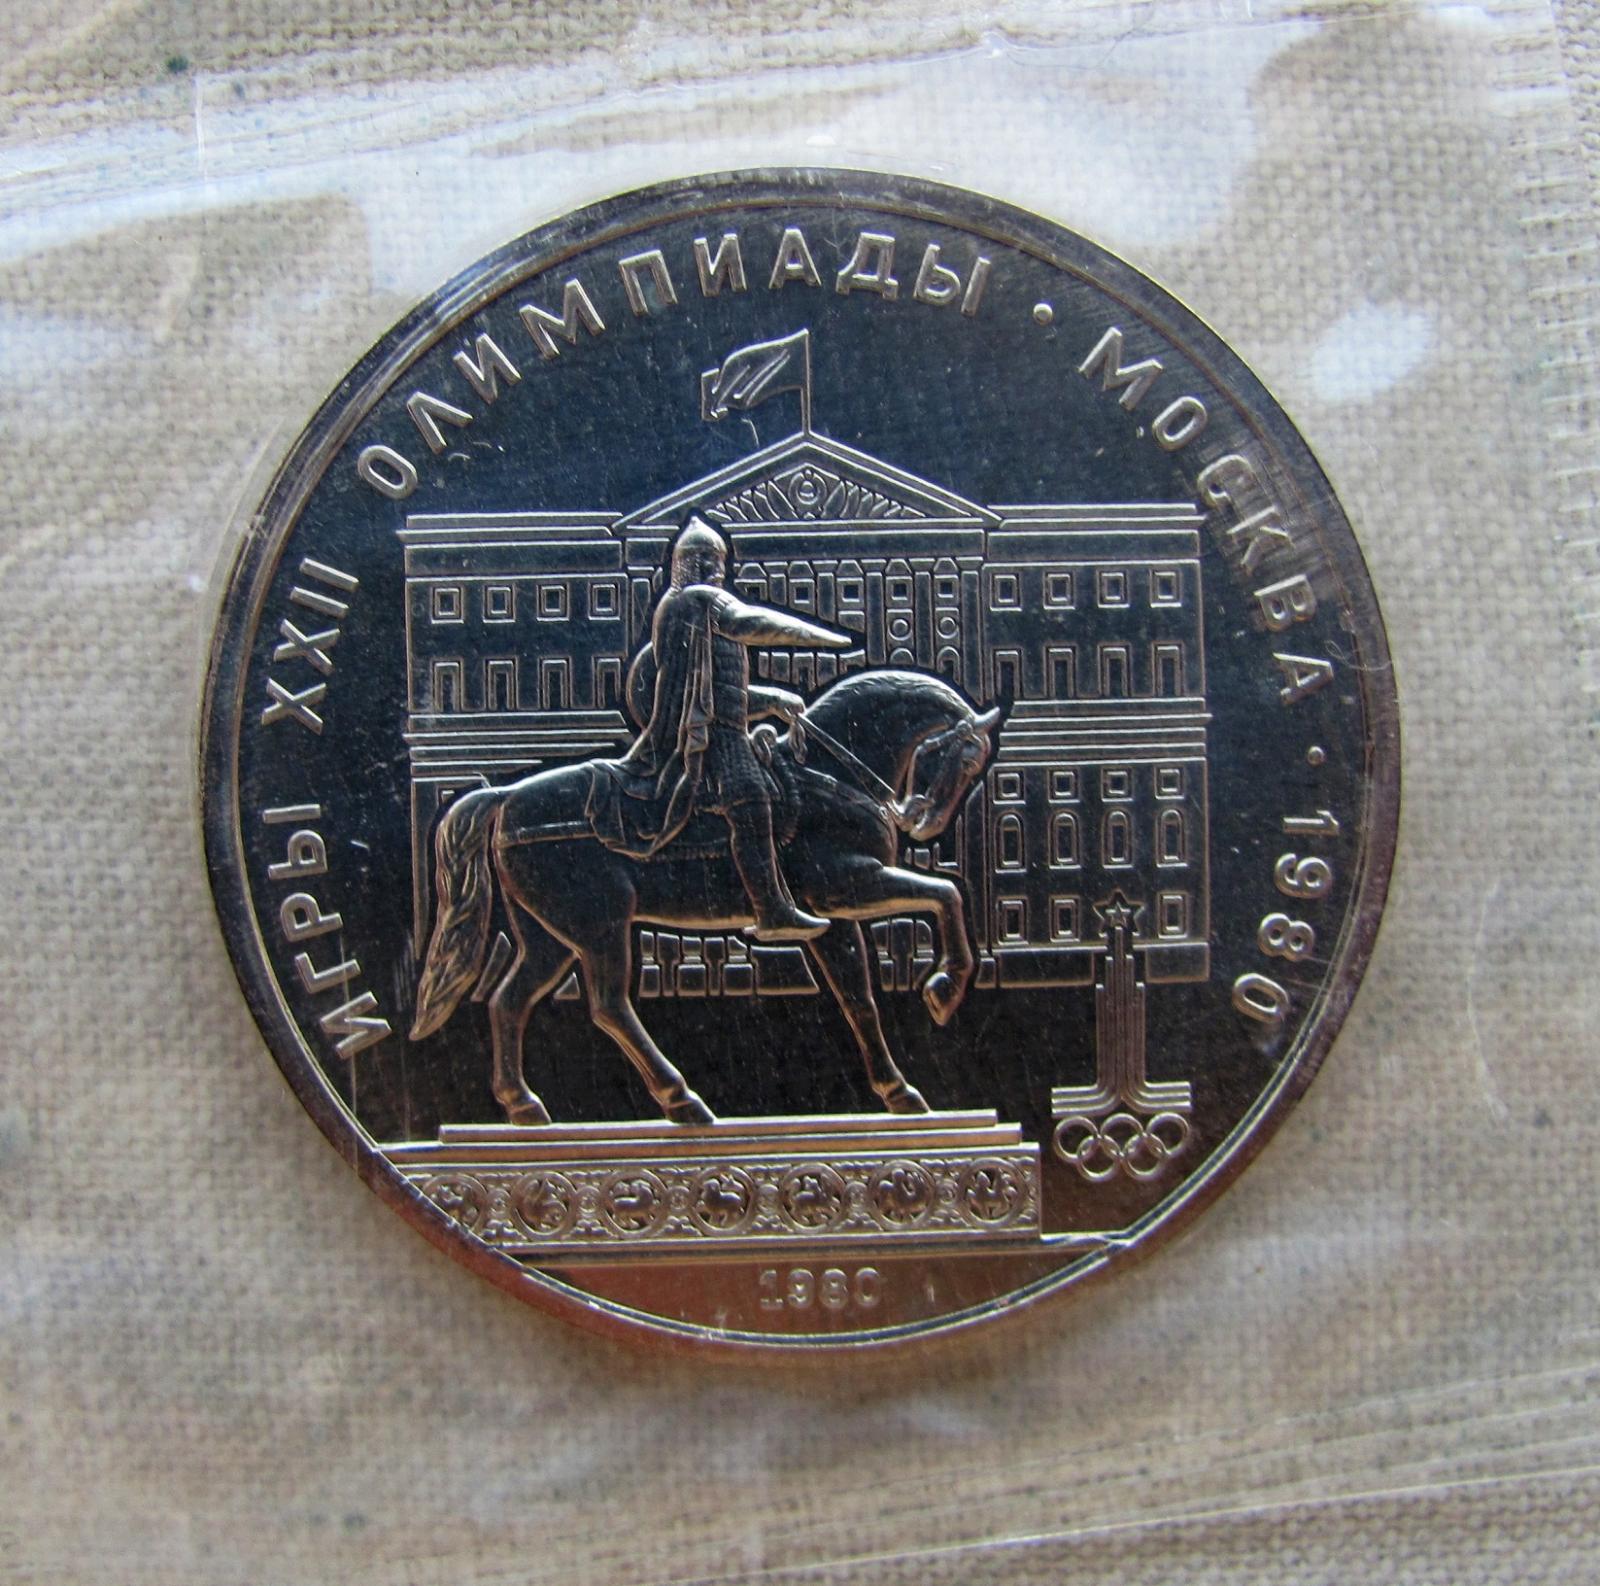 ИГРЫ XXII ОЛИМПИАДЫ · МОСКВА · 1980
1980